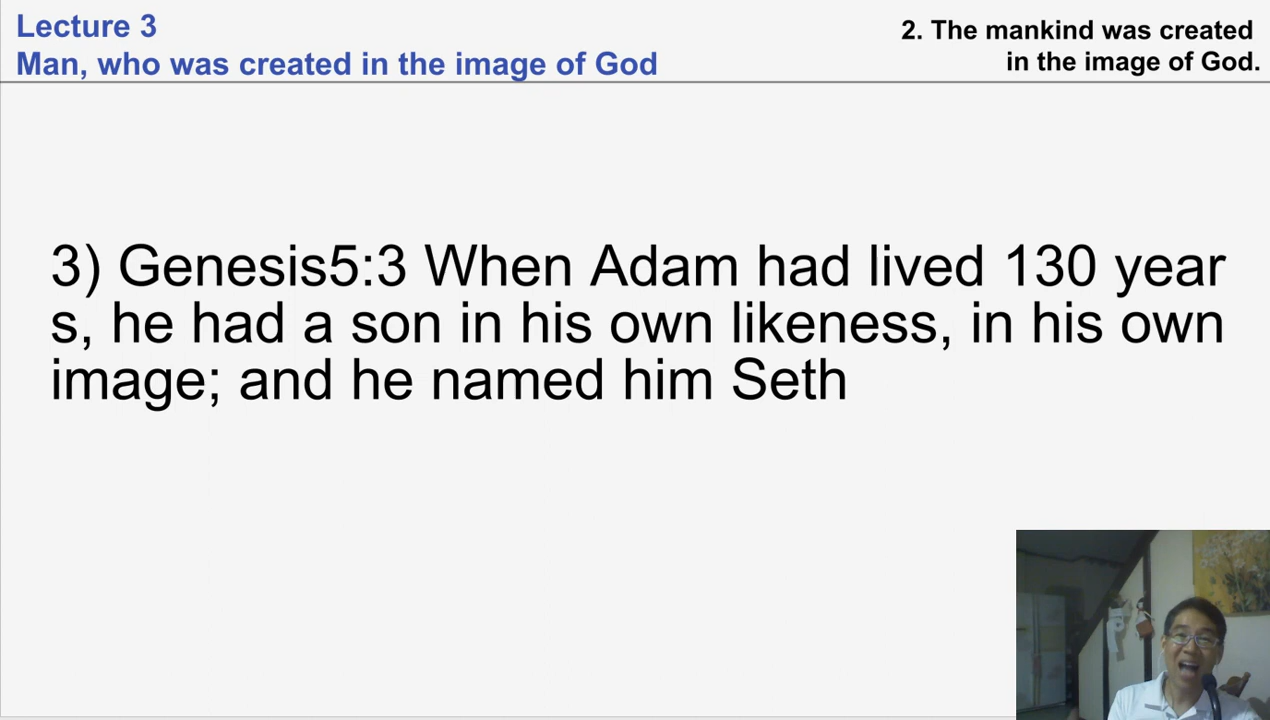 Lecture 3
Man, who was created in the image of God
2. The mankind was created
in the image of God.
3) Genesis5:3 When Adam had lived 130 year
s, he had a son in his own likeness, in his own
image; and he named him Seth